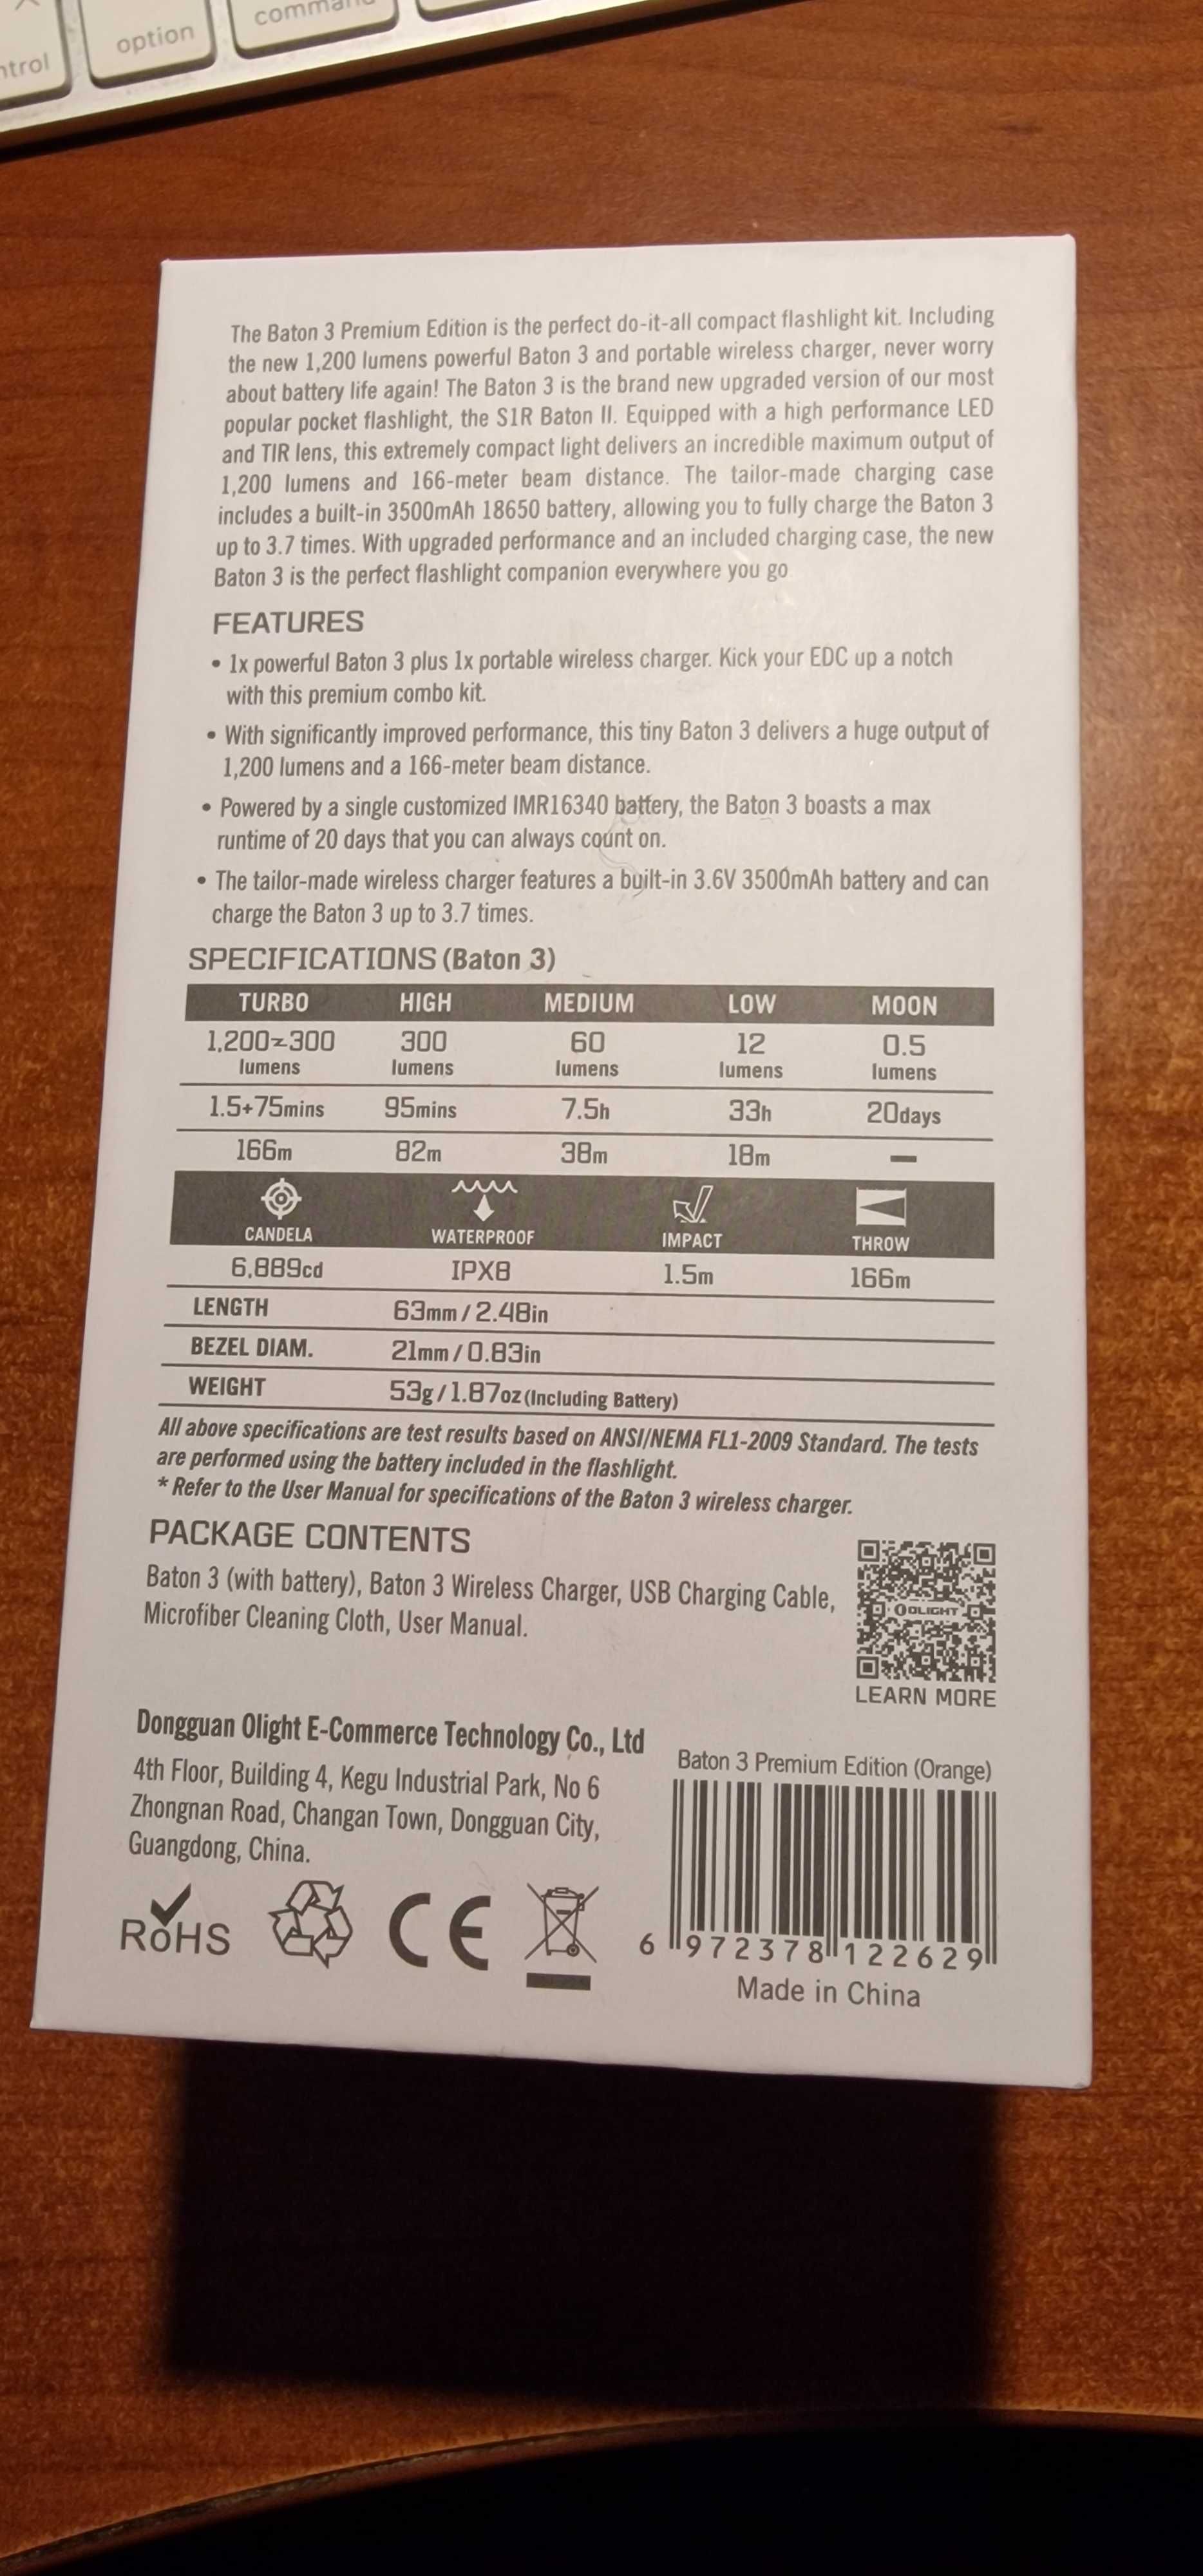 option
command
The Baton 3 Premium Edition is the perfect do-it-all compact flashlight kit. Including
the new 1,200 lumens powerful Baton 3 and portable wireless charger, never worry
about battery life again! The Baton 3 is the brand new upgraded version of our most
popular pocket flashlight, the S1R Baton II. Equipped with a high performance LED
and TIR lens, this extremely compact light delivers an incredible maximum output of
1,200 lumens and 166-meter beam distance. The tailor-made charging case
includes a built-in 3500mAh 18650 battery, allowing you to fully charge the Baton 3
up to 3.7 times. With upgraded performance and an included charging case, the new
Baton 3 is the perfect flashlight companion everywhere you go
FEATURES
• 1x powerful Baton 3 plus 1x portable wireless charger. Kick your EDC up a notch
with this premium combo kit.
• With significantly improved performance, this tiny Baton 3 delivers a huge output of
1,200 lumens and a 166-meter beam distance.
• Powered by a single customized IMR16340 battery, the Baton 3 boasts a max
runtime of 20 days that you can always count on.
• The tailor-made wireless charger features a built-in 3.6V 3500mAh battery and can
charge the Baton 3 up to 3.7 times.
SPECIFICATIONS (Baton 3)
TURBO HIGH MEDIUM LOW MOON
1,200~300 300 60 12 0.5
lumens lumens lumens lumens lumens
1.5+75mins 95mins 7.5h 33h 20days
166m 82m 38m 18m —
CANDELA WATERPROOF IMPACT THROW
6,889cd IPX8 1.5m 166m
LENGTH 63mm / 2.48in
BEZEL DIAM. 21mm / 0.83in
WEIGHT 53g / 1.87oz (Including Battery)
All above specifications are test results based on ANSI/NEMA FL1-2009 Standard. The tests
are performed using the battery included in the flashlight.
* Refer to the User Manual for specifications of the Baton 3 wireless charger.
PACKAGE CONTENTS
Baton 3 (with battery), Baton 3 Wireless Charger, USB Charging Cable,
Microfiber Cleaning Cloth, User Manual.
OLIGHT
LEARN MORE
Dongguan Olight E-Commerce Technology Co., Ltd
4th Floor, Building 4, Kegu Industrial Park, No 6
Zhongnan Road, Changan Town, Dongguan City,
Guangdong, China.
Baton 3 Premium Edition (Orange)
RoHS CE
6 972378 122629
Made in China